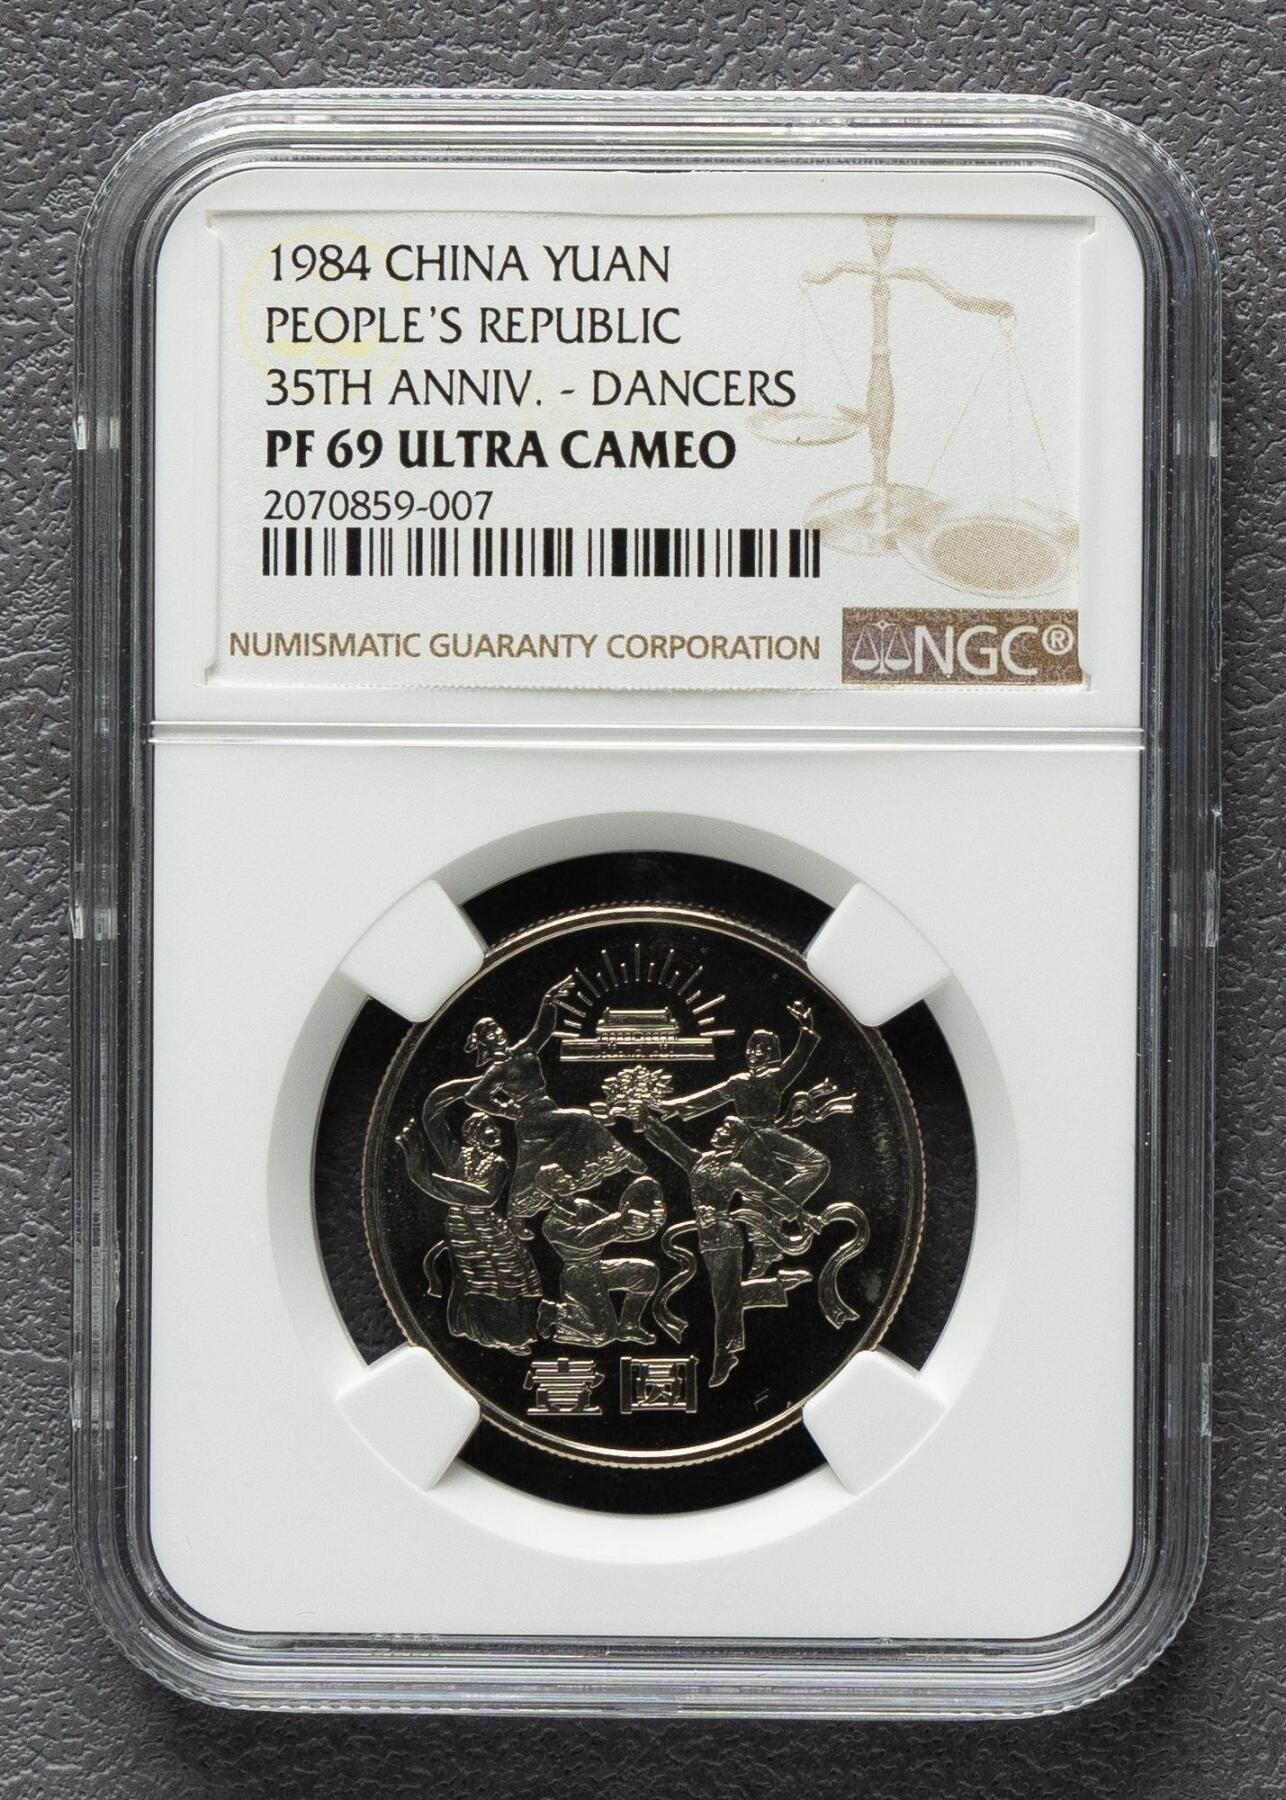 1984 CHINA YUAN
PEOPLE'S REPUBLIC
35TH ANNIV. - DANCERS
PF 69 ULTRA CAMEO
2070859-007
NUMISMATIC GUARANTY CORPORATION
NGC®
壹圆